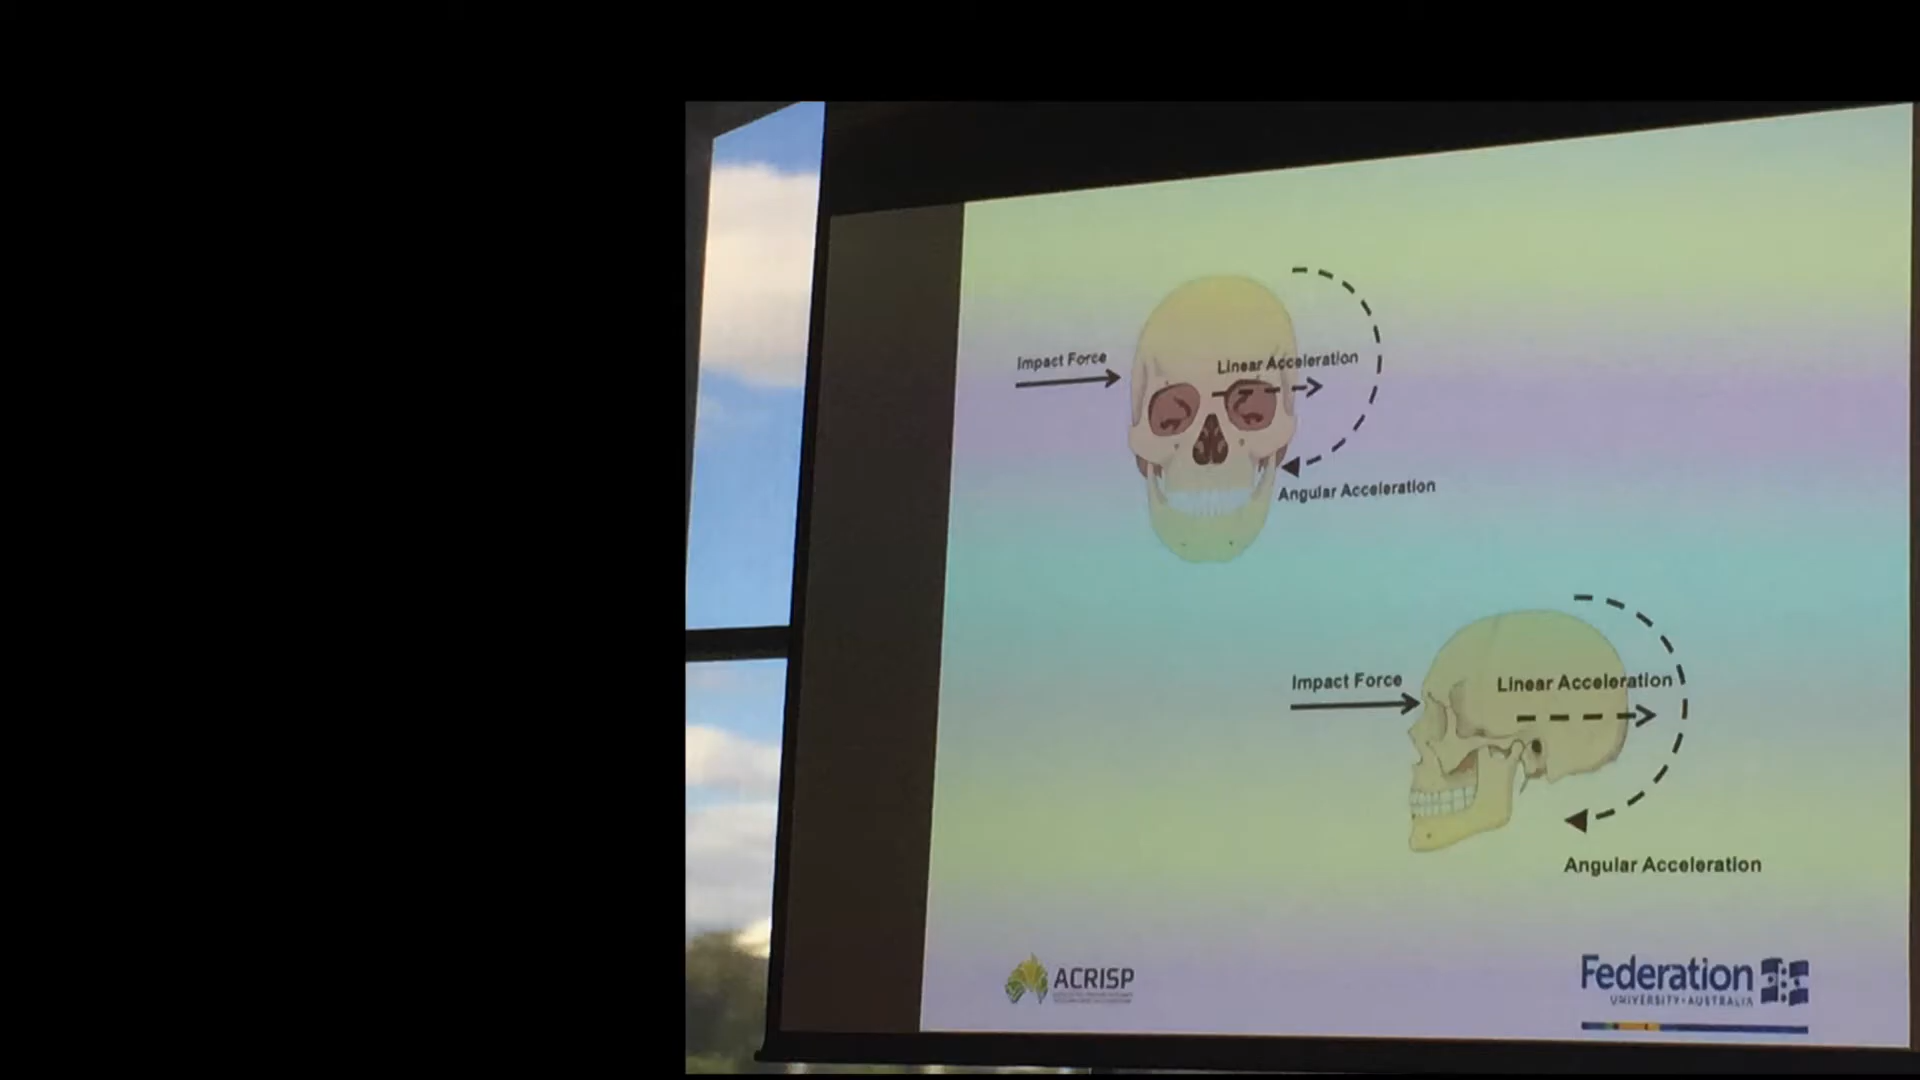 Impact Force
Linear Acceleration
Angular Acceleration
Impact Force
Linear Acceleration
Angular Acceleration
ACRISP
Federation
UNIVERSITY • AUSTRALIA